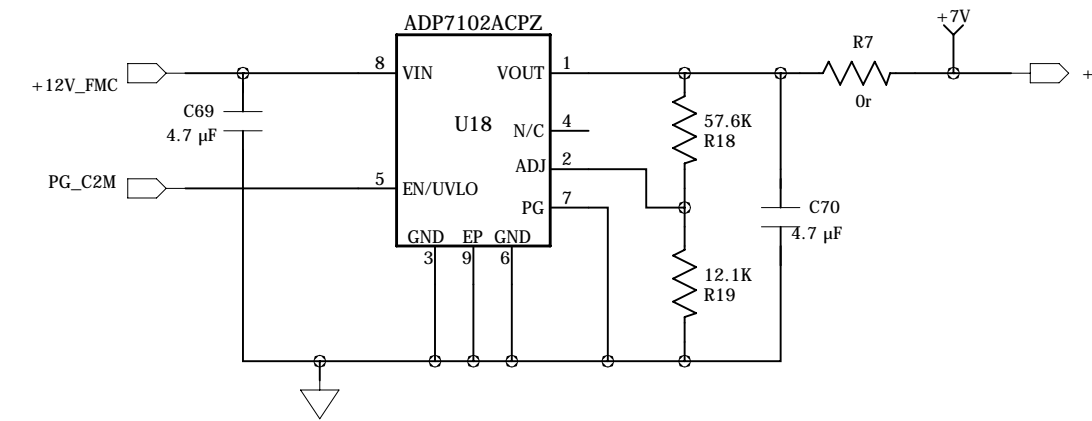 ADP7102ACPZ
+7V
R7
0r
+
+12V_FMC
8
VIN
VOUT
1
C69
4.7 µF
U18
N/C
4
57.6K
R18
ADJ
2
PG_C2M
5
EN/UVLO
PG
7
C70
4.7 µF
GND
EP
GND
3
9
6
12.1K
R19